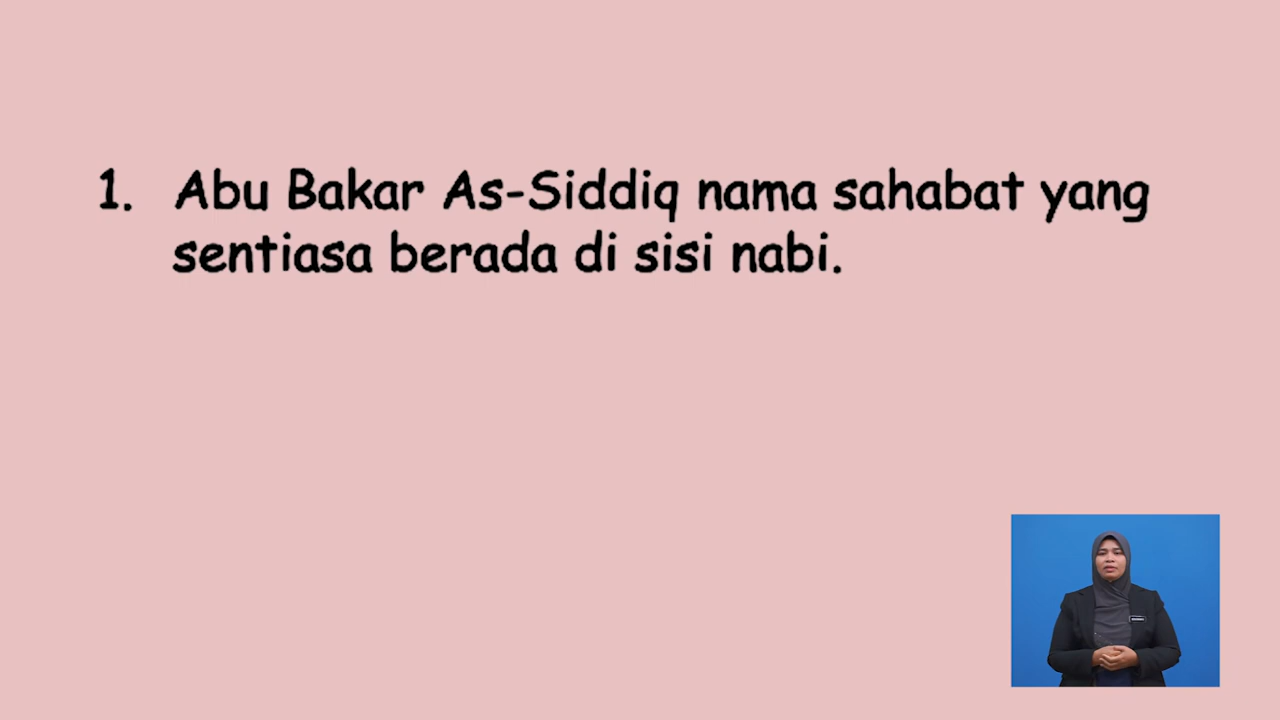 1. Abu Bakar As-Siddiq nama sahabat yang
sentiasa berada di sisi nabi.